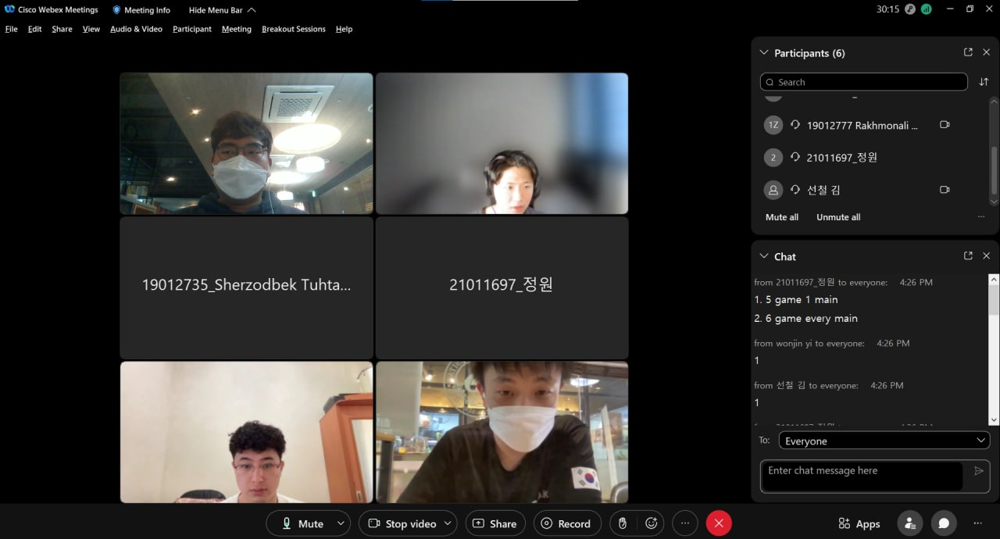 Cisco Webex Meetings
Meeting Info
Hide Menu Bar
30:15
File Edit Share View Audio & Video Participant Meeting Breakout Sessions Help
Participants (6)
Search
1Z 19012777 Rakhmonali ...
2 21011697_정원
선철 김
Mute all Unmute all
19012735_Sherzodbek Tuhta...
21011697_정원
Chat
from 21011697_정원 to everyone: 4:26 PM
1. 5 game 1 main
2. 6 game every main
from wonjin yi to everyone: 4:26 PM
1
from 선철 김 to everyone: 4:26 PM
1
To: Everyone
Enter chat message here
Mute
Stop video
Share
Record
Apps